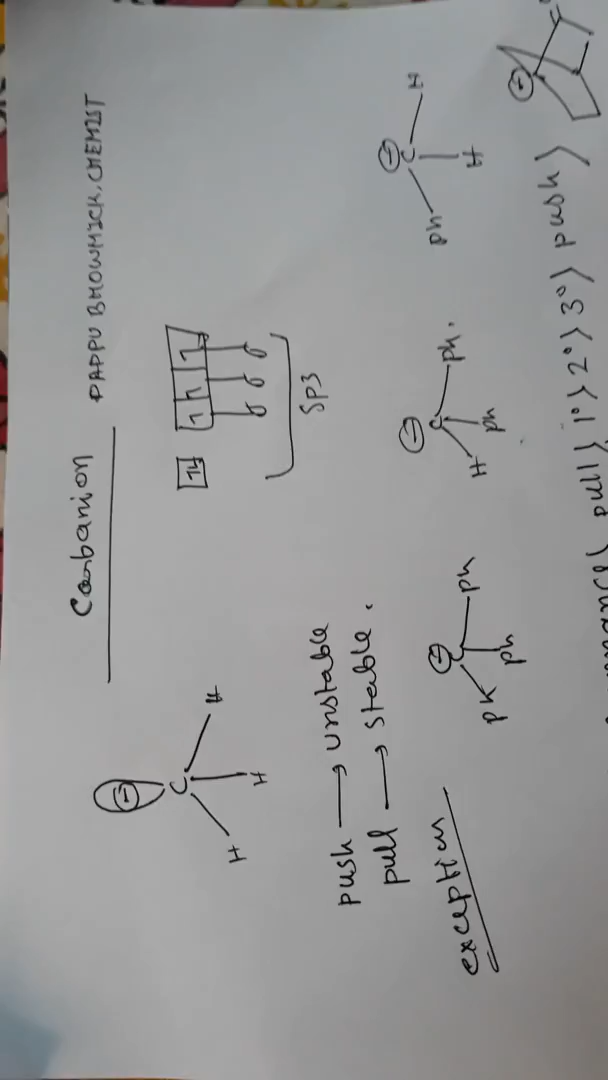 Carbanion
PAPPU BHOWMICK, CHEMIST
⊖
C
H H H
1L 1 1 1
SP3
push → unstable
pull → stable.
exception
⊖
C
ph ph ph
⊖
C
H ph ph.
⊖
C
ph H H
pull } 1° > 2° > 3° > push >
⊖